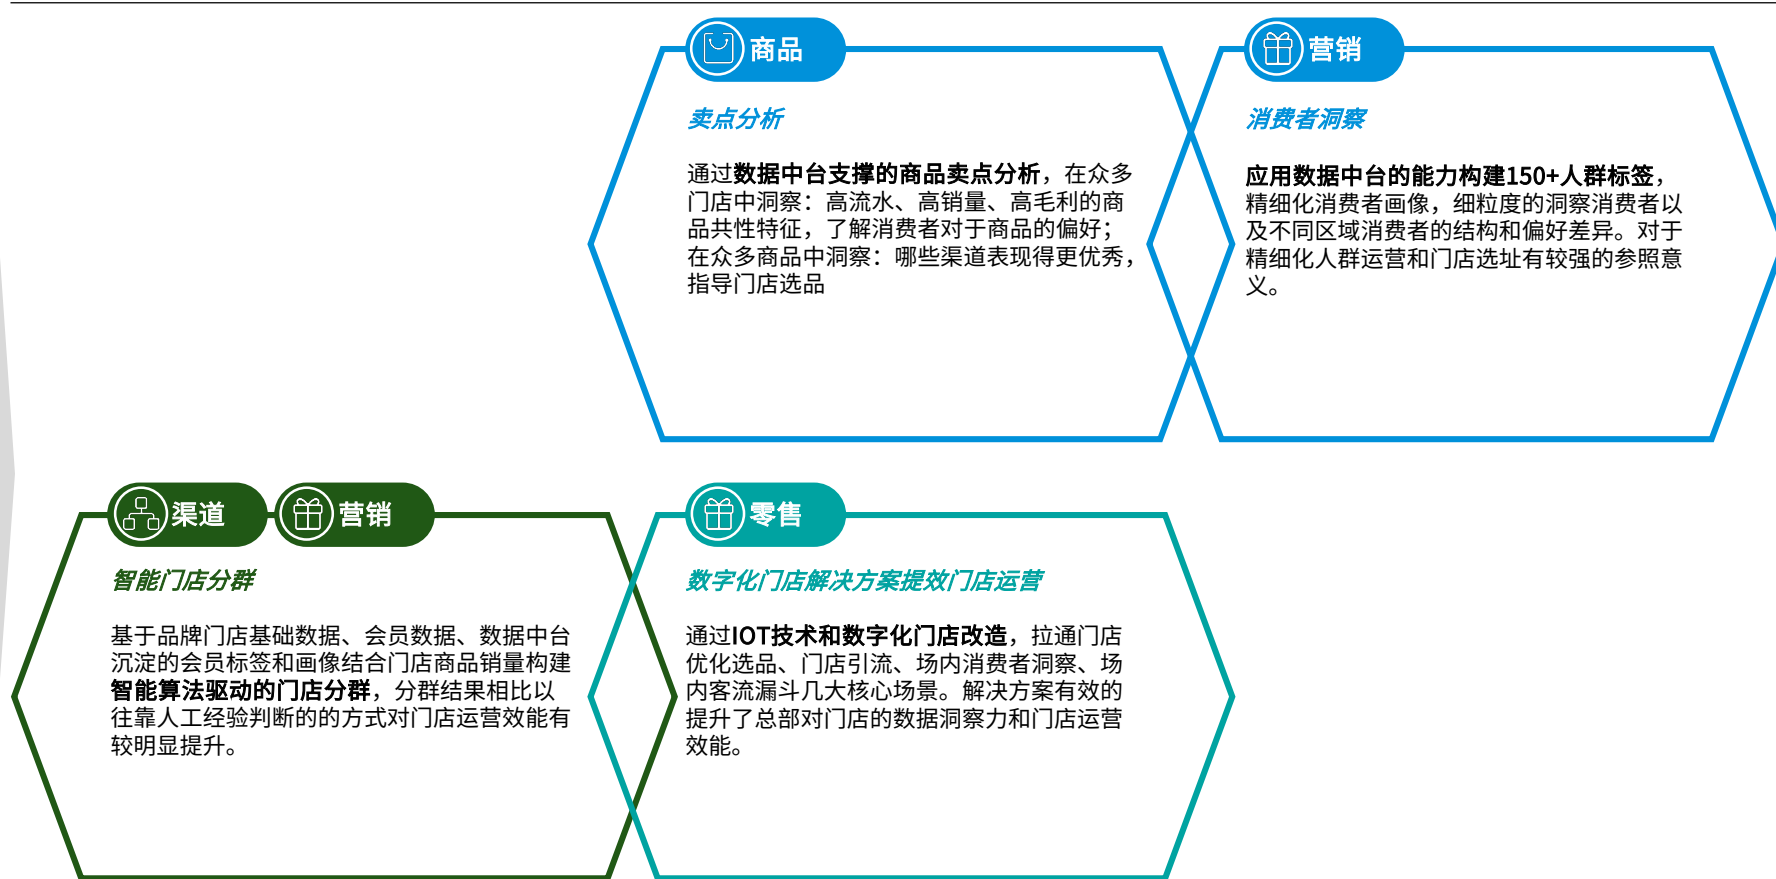 商品
卖点分析
通过数据中台支撑的商品卖点分析，在众多
门店中洞察：高流水、高销量、高毛利的商
品共性特征，了解消费者对于商品的偏好；
在众多商品中洞察：哪些渠道表现得更优秀，
指导门店选品
营销
消费者洞察
应用数据中台的能力构建150+人群标签，
精细化消费者画像，细粒度的洞察消费者以
及不同区域消费者的结构和偏好差异。对于
精细化人群运营和门店选址有较强的参照意
义。
渠道
营销
智能门店分群
基于品牌门店基础数据、会员数据、数据中台
沉淀的会员标签和画像结合门店商品销量构建
智能算法驱动的门店分群，分群结果相比以
往靠人工经验判断的的方式对门店运营效能有
较明显提升。
零售
数字化门店解决方案提效门店运营
通过IOT技术和数字化门店改造，拉通门店
优化选品、门店引流、场内消费者洞察、场
内客流漏斗几大核心场景。解决方案有效的
提升了总部对门店的数据洞察力和门店运营
效能。